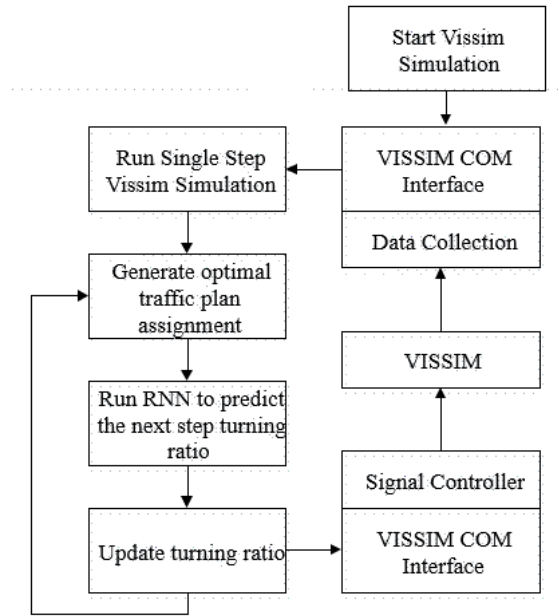 Start Vissim
Simulation
Run Single Step
Vissim Simulation
VISSIM COM
Interface
Data Collection
Generate optimal
traffic plan
assignment
VISSIM
Run RNN to predict
the next step turning
ratio
Signal Controller
Update turning ratio
VISSIM COM
Interface